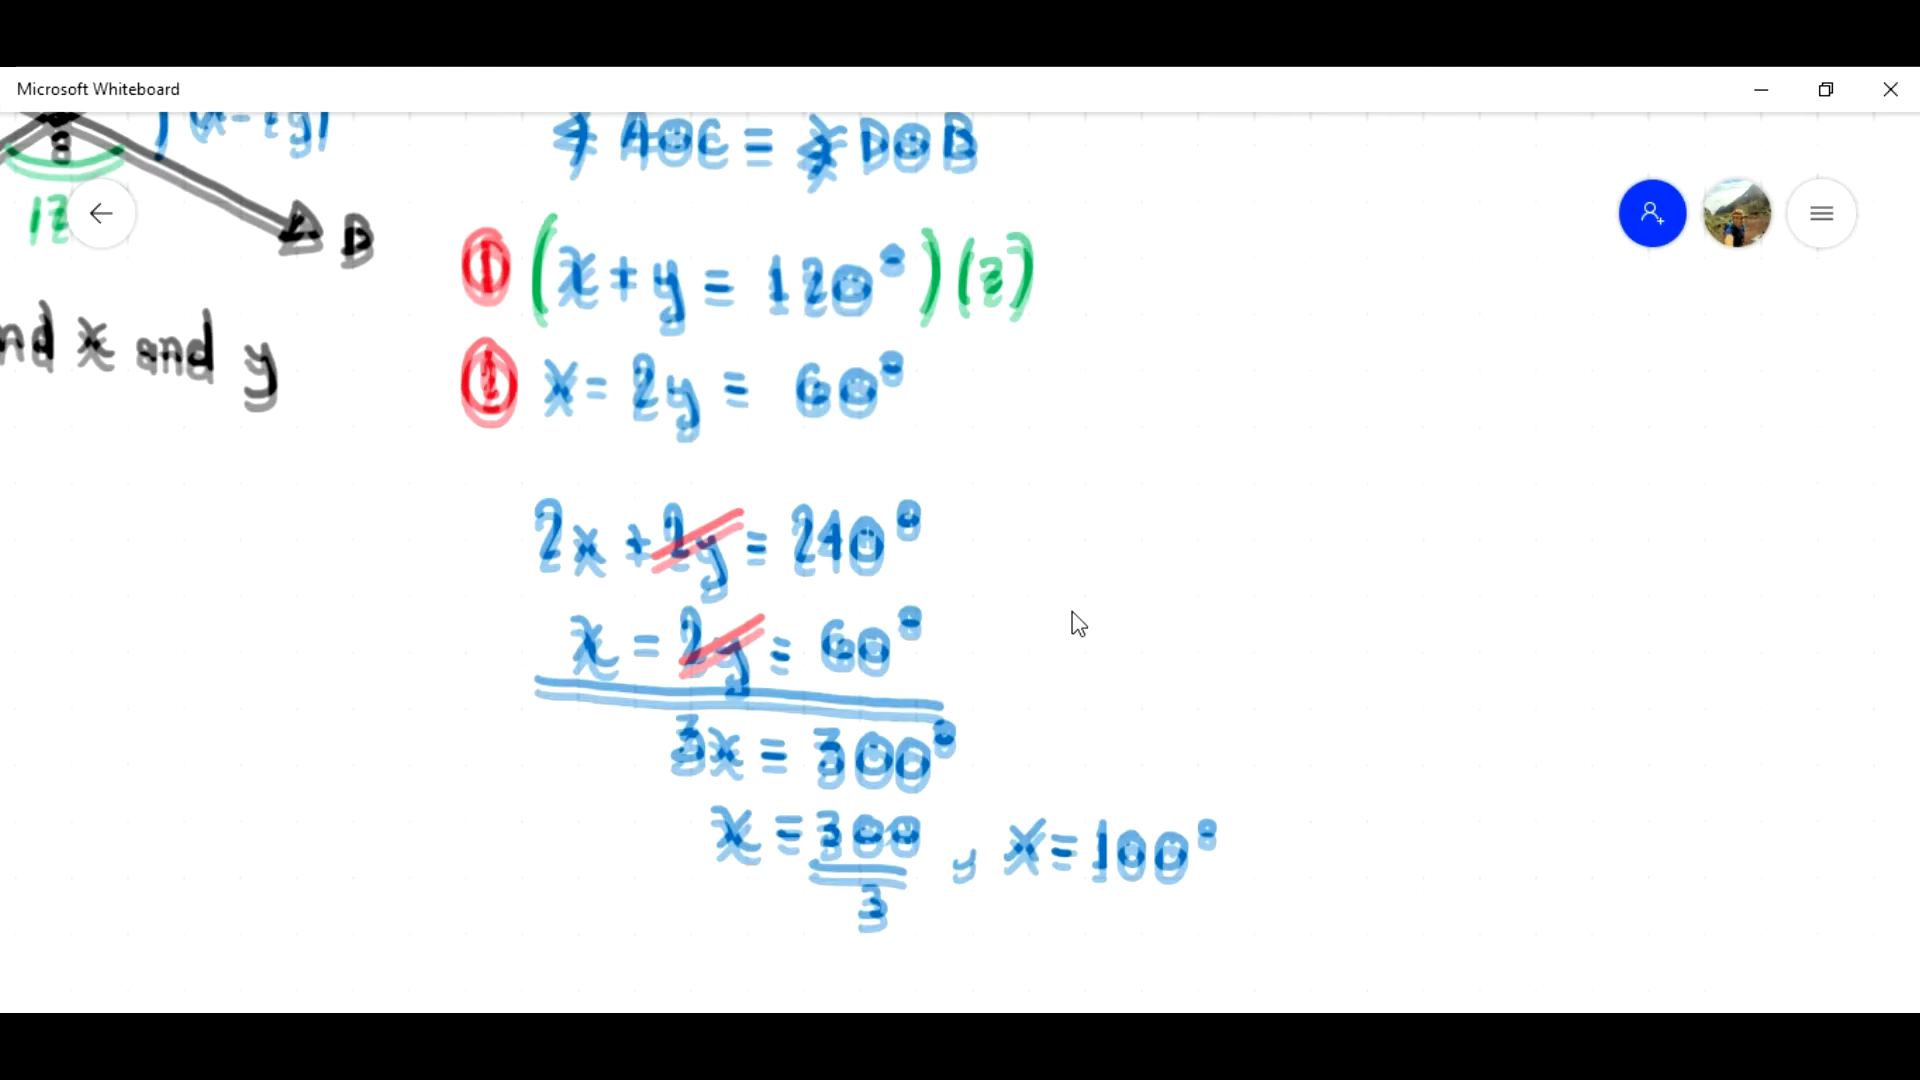 Microsoft Whiteboard
∡ AOC = ∡ DOB
B
① (x + y = 120°)(2)
nd x and y
② x = 2y = 60°
2x + 2y = 240°
x = 2y = 60°
3x = 300°
x = 300/3 , x = 100°